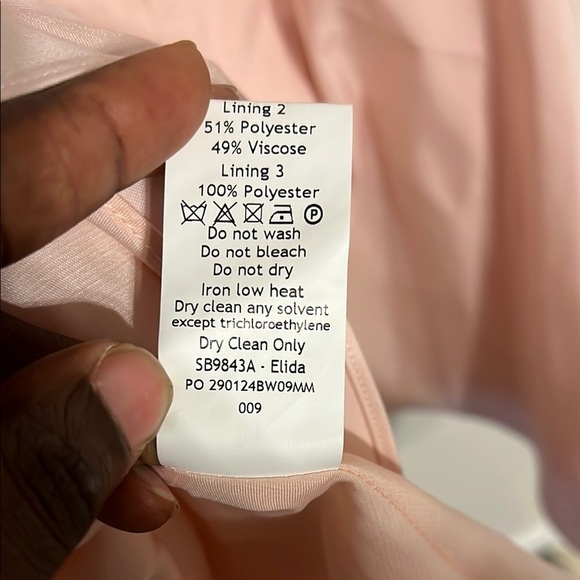 Lining 2
51% Polyester
49% Viscose
Lining 3
100% Polyester
P
Do not wash
Do not bleach
Do not dry
Iron low heat
Dry clean any solvent
except trichloroethylene
Dry Clean Only
SB9843A - Elida
PO 290124BW09MM
009